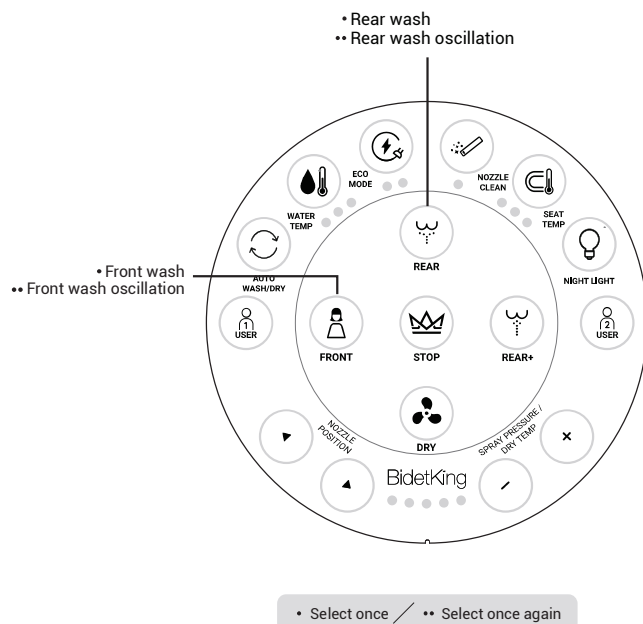 • Rear wash
•• Rear wash oscillation
ECO
MODE
NOZZLE
CLEAN
WATER
TEMP
SEAT
TEMP
REAR
• Front wash
•• Front wash oscillation
AUTO
WASH/DRY
NIGHT LIGHT
1
USER
2
USER
FRONT
STOP
REAR+
NOZZLE
POSITION
DRY
SPRAY PRESSURE /
DRY TEMP
BidetKing
• Select once / •• Select once again